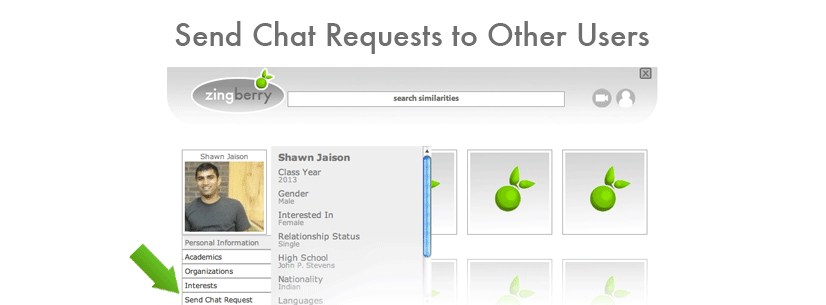 Send Chat Requests to Other Users
zingberry
search similarities
Shawn Jaison
Personal Information
Academics
Organizations
Interests
Send Chat Request
Shawn Jaison
Class Year
2013
Gender
Male
Interested In
Female
Relationship Status
Single
High School
John P. Stevens
Nationality
Indian
Languages